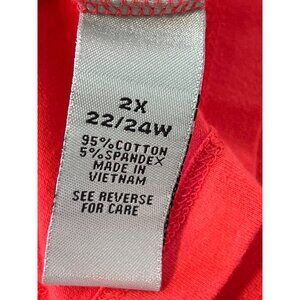 2X
22/24W
95%COTTON
5%SPANDEX
MADE IN
VIETNAM
SEE REVERSE
FOR CARE